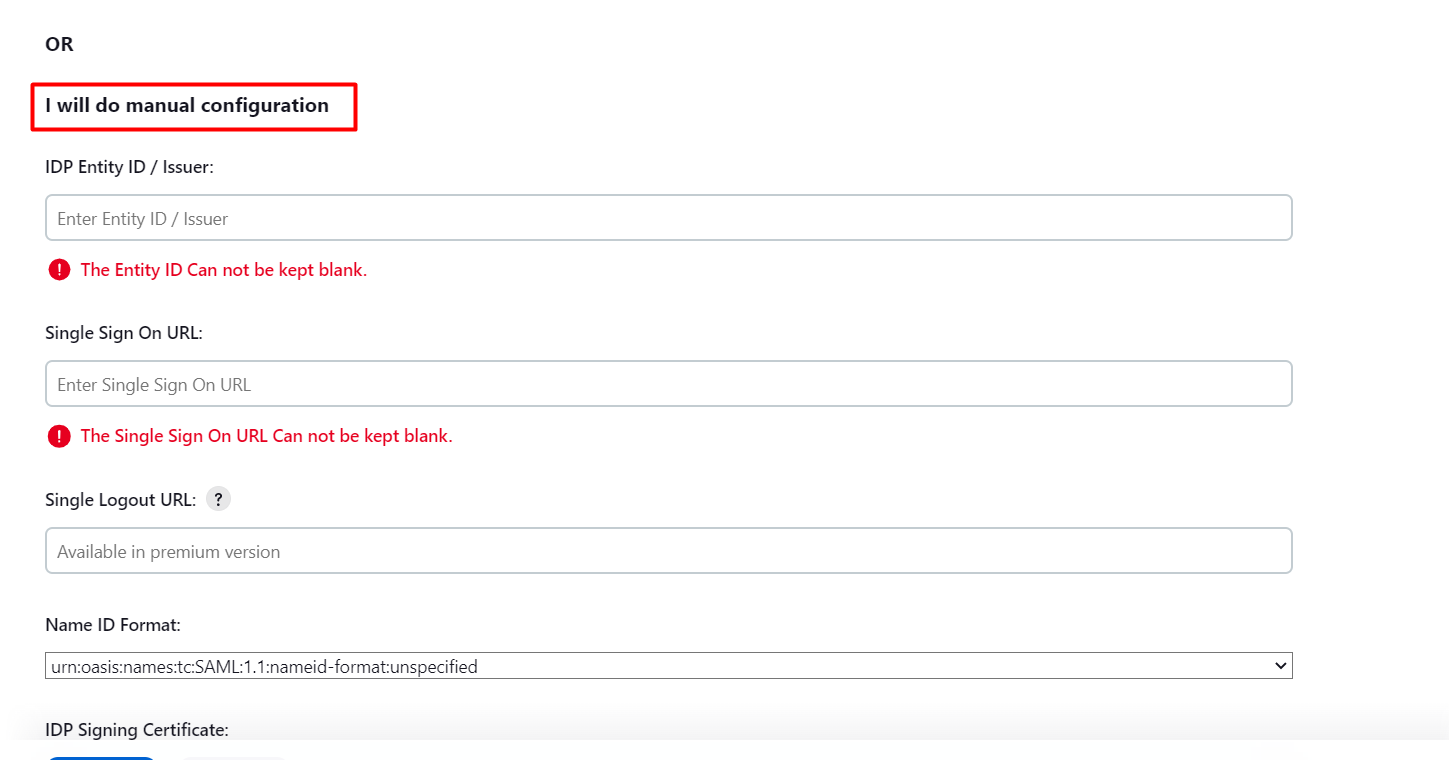 OR
I will do manual configuration
IDP Entity ID / Issuer:
Enter Entity ID / Issuer
! The Entity ID Can not be kept blank.
Single Sign On URL:
Enter Single Sign On URL
! The Single Sign On URL Can not be kept blank.
Single Logout URL: ?
Available in premium version
Name ID Format:
urn:oasis:names:tc:SAML:1.1:nameid-format:unspecified
IDP Signing Certificate: